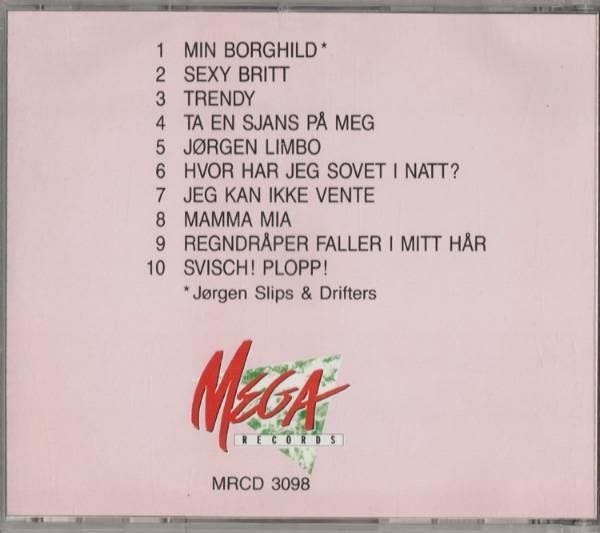 1 MIN BORGHILD*
2 SEXY BRITT
3 TRENDY
4 TA EN SJANS PÅ MEG
5 JØRGEN LIMBO
6 HVOR HAR JEG SOVET I NATT?
7 JEG KAN IKKE VENTE
8 MAMMA MIA
9 REGNDRÅPER FALLER I MITT HÅR
10 SVISCH! PLOPP!
*Jørgen Slips & Drifters
MEGA
RECORDS
MRCD 3098